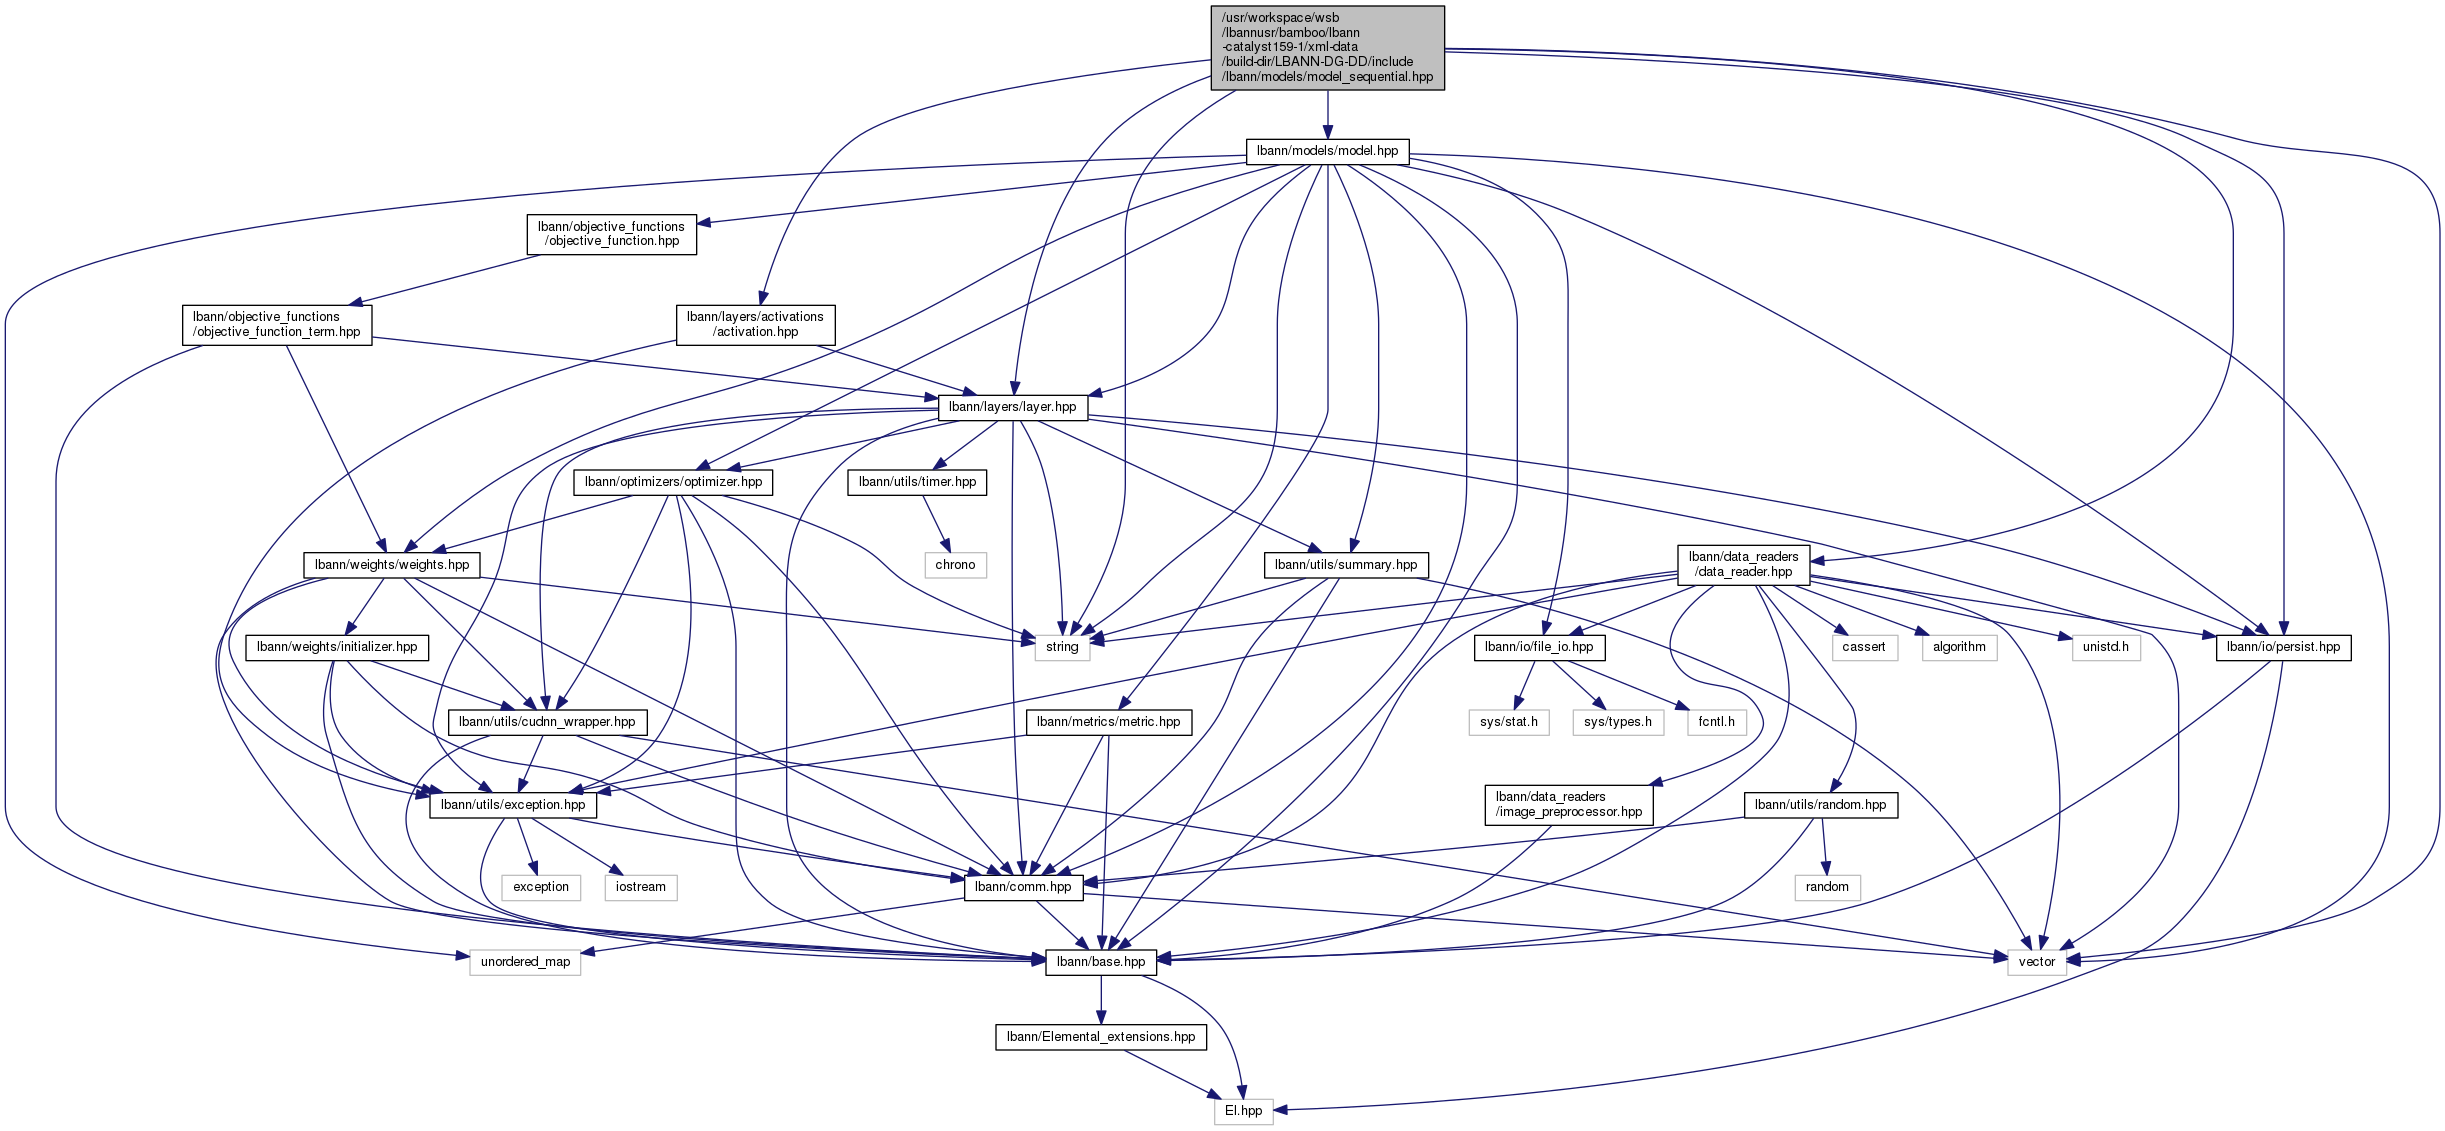 /usr/workspace/wsb
/lbannusr/bamboo/lbann
-catalyst159-1/xml-data
/build-dir/LBANN-DG-DD/include
/lbann/models/model_sequential.hpp
lbann/models/model.hpp
lbann/objective_functions
/objective_function.hpp
lbann/objective_functions
/objective_function_term.hpp
lbann/layers/activations
/activation.hpp
lbann/layers/layer.hpp
lbann/optimizers/optimizer.hpp
lbann/utils/timer.hpp
lbann/weights/weights.hpp
chrono
lbann/utils/summary.hpp
lbann/data_readers
/data_reader.hpp
lbann/weights/initializer.hpp
string
lbann/io/file_io.hpp
cassert
algorithm
unistd.h
lbann/io/persist.hpp
lbann/utils/cudnn_wrapper.hpp
lbann/metrics/metric.hpp
sys/stat.h
sys/types.h
fcntl.h
lbann/utils/exception.hpp
lbann/data_readers
/image_preprocessor.hpp
lbann/utils/random.hpp
exception
iostream
lbann/comm.hpp
random
unordered_map
lbann/base.hpp
vector
lbann/Elemental_extensions.hpp
El.hpp